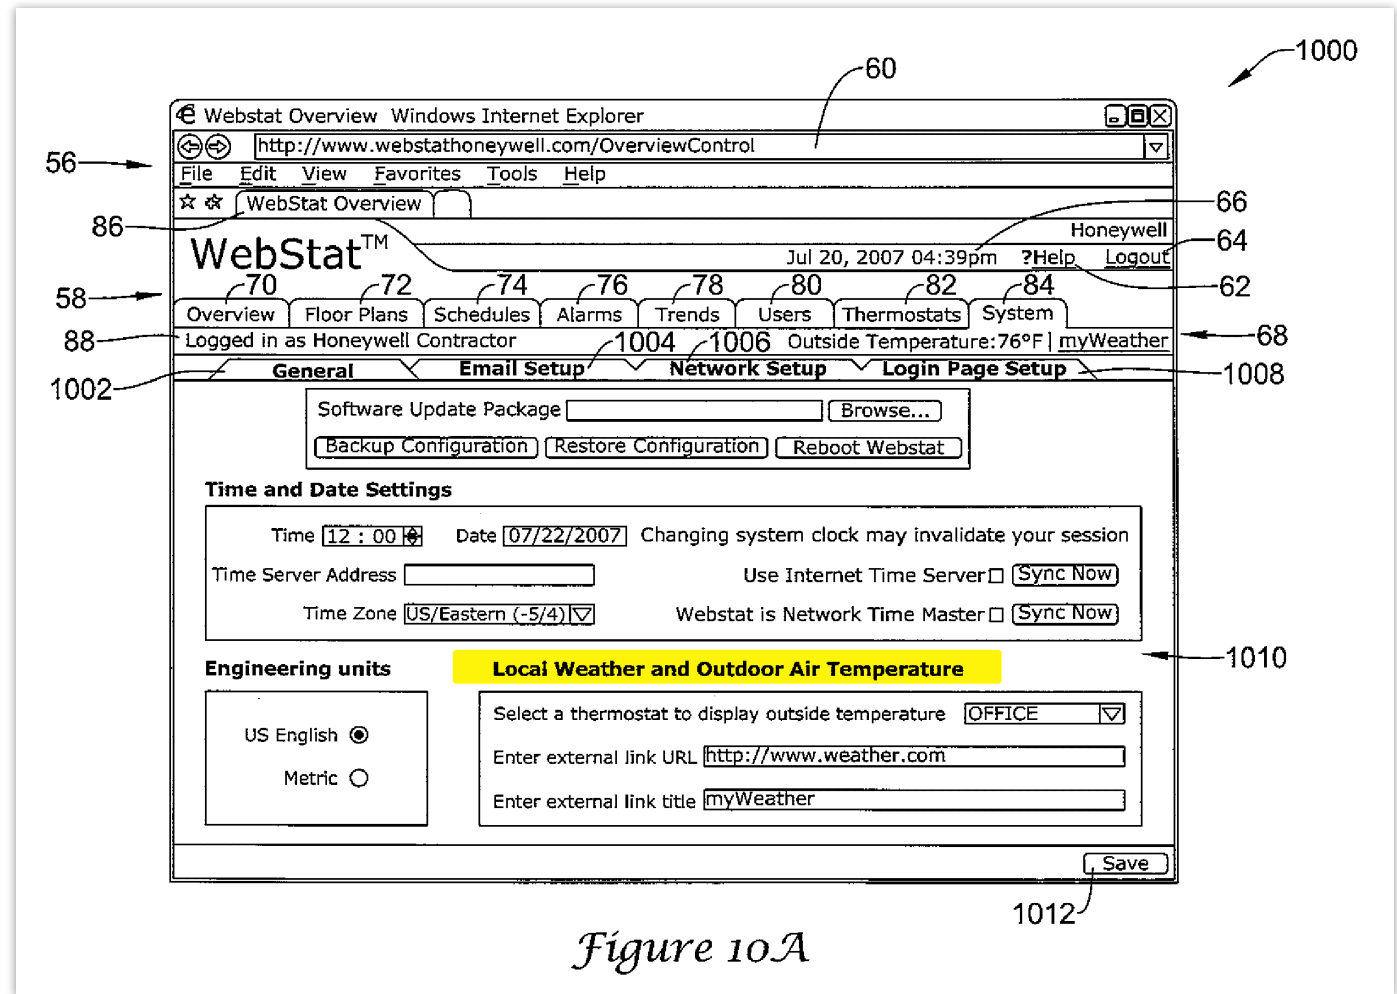 1000
60
Webstat Overview Windows Internet Explorer
http://www.webstathoneywell.com/OverviewControl
56
File Edit View Favorites Tools Help
WebStat Overview
66
86
Honeywell
64
WebStat™
Jul 20, 2007 04:39pm ?Help Logout
62
58
70 72 74 76 78 80 82 84
Overview Floor Plans Schedules Alarms Trends Users Thermostats System
88
Logged in as Honeywell Contractor 1004 1006 Outside Temperature:76°F | myWeather
68
1002
General Email Setup Network Setup Login Page Setup
1008
Software Update Package Browse...
Backup Configuration Restore Configuration Reboot Webstat
Time and Date Settings
Time 12 : 00 Date 07/22/2007 Changing system clock may invalidate your session
Time Server Address Use Internet Time Server Sync Now
Time Zone US/Eastern (-5/4) Webstat is Network Time Master Sync Now
1010
Engineering units Local Weather and Outdoor Air Temperature
Select a thermostat to display outside temperature OFFICE
US English
Enter external link URL http://www.weather.com
Metric
Enter external link title myWeather
Save
1012
Figure 10A